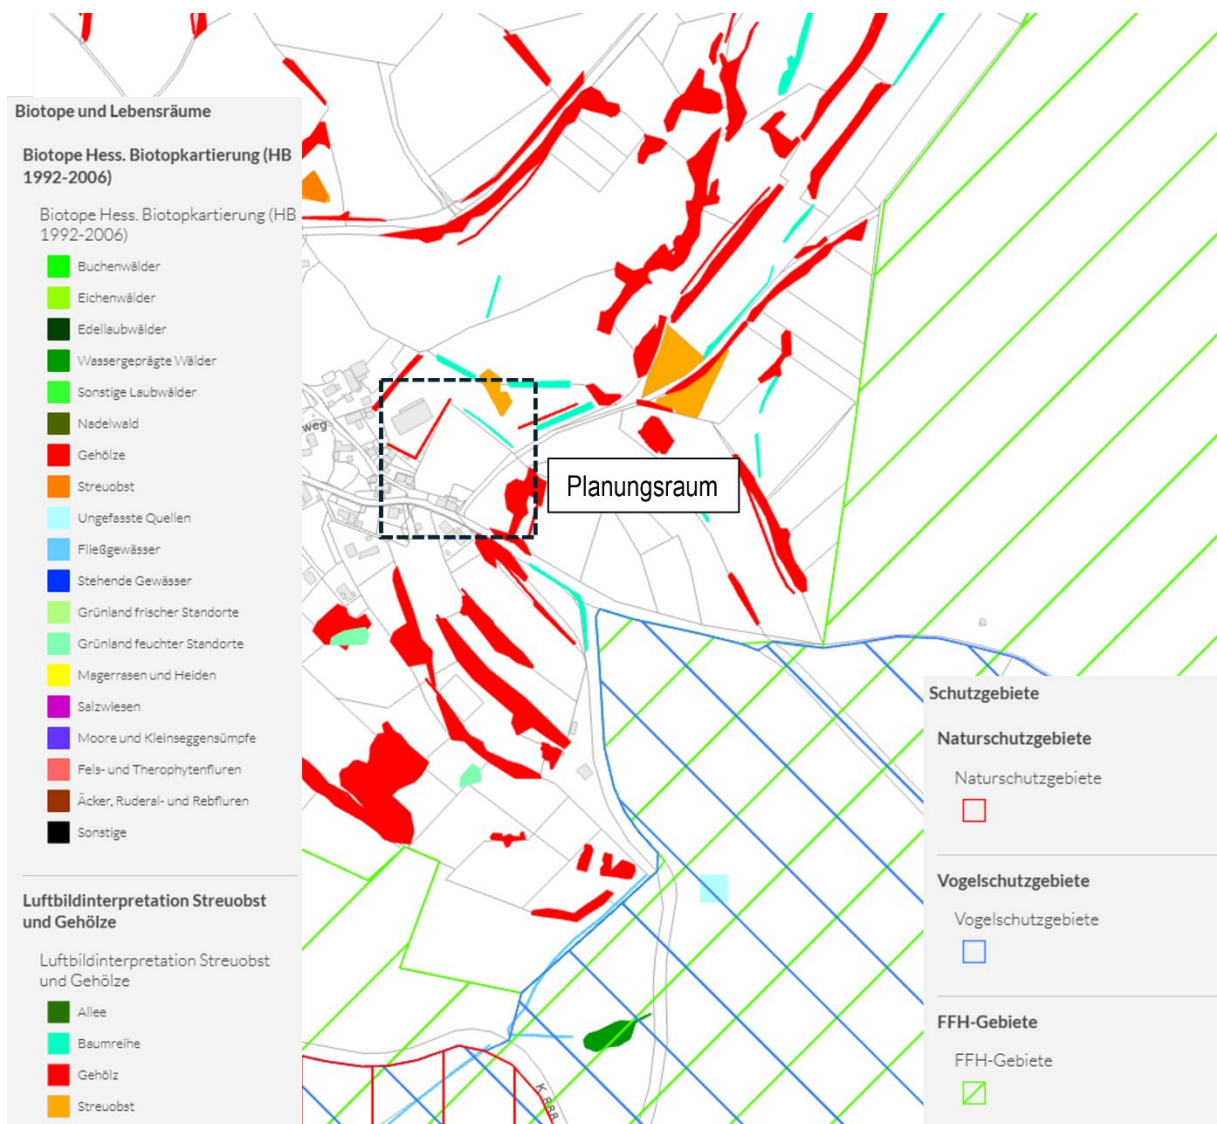 Biotope und Lebensräume
Biotope Hess. Biotopkartierung (HB
1992-2006)
Biotope Hess. Biotopkartierung (HB
1992-2006)
Buchenwälder
Eichenwälder
Edellaubwälder
Wassergeprägte Wälder
Sonstige Laubwälder
Nadelwald
Gehölze
Streuobst
Ungefasste Quellen
Fließgewässer
Stehende Gewässer
Grünland frischer Standorte
Grünland feuchter Standorte
Magerrasen und Heiden
Salzwiesen
Moore und Kleinseggensümpfe
Fels- und Therophytenfluren
Äcker, Ruderal- und Rebfluren
Sonstige
Luftbildinterpretation Streuobst
und Gehölze
Luftbildinterpretation Streuobst
und Gehölze
Allee
Baumreihe
Gehölz
Streuobst
weg
Planungsraum
K 888
Schutzgebiete
Naturschutzgebiete
Naturschutzgebiete
Vogelschutzgebiete
Vogelschutzgebiete
FFH-Gebiete
FFH-Gebiete